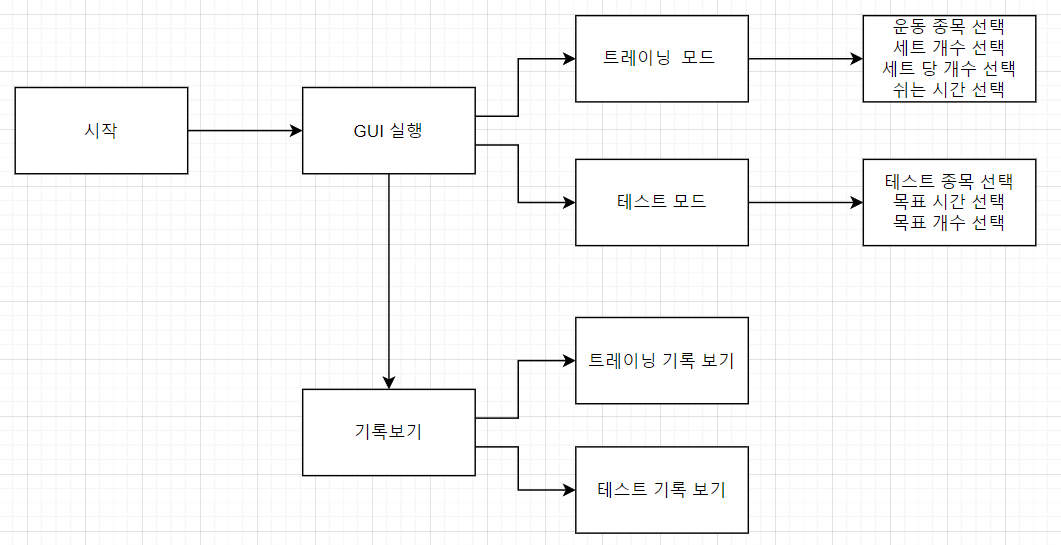 시작
GUI 실행
트레이닝 모드
운동 종목 선택
세트 개수 선택
세트 당 개수 선택
쉬는 시간 선택
테스트 모드
테스트 종목 선택
목표 시간 선택
목표 개수 선택
기록보기
트레이닝 기록 보기
테스트 기록 보기